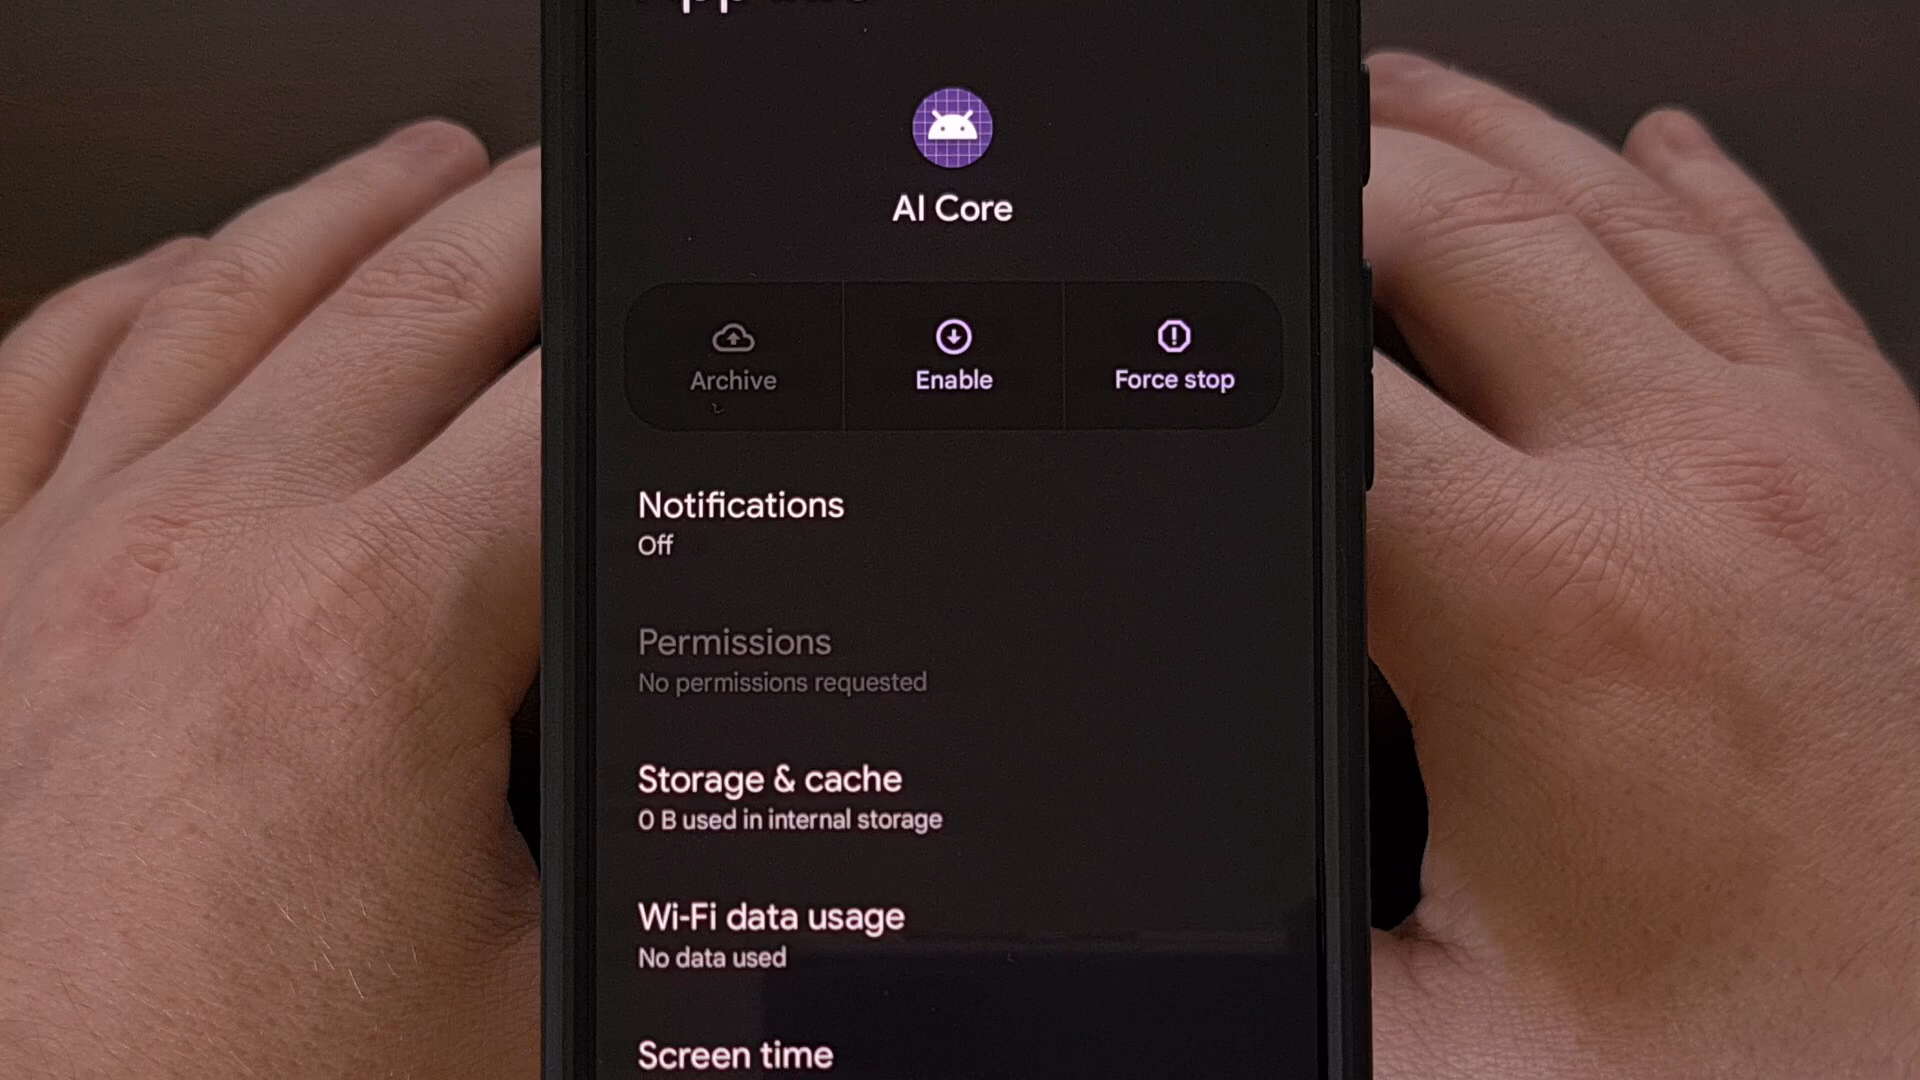 AI Core
Archive
Enable
Force stop
Notifications
Off
Permissions
No permissions requested
Storage & cache
0 B used in internal storage
Wi-Fi data usage
No data used
Screen time